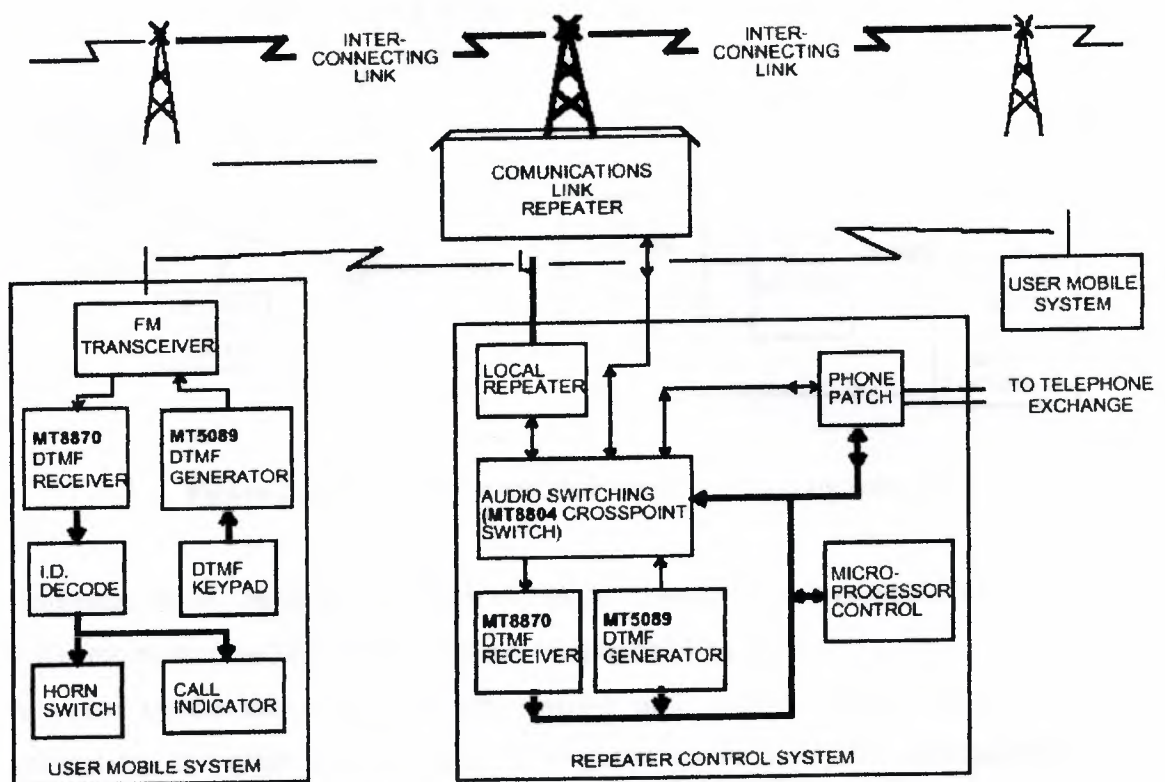 INTER-
CONNECTING
LINK
INTER-
CONNECTING
LINK
COMUNICATIONS
LINK
REPEATER
USER MOBILE
SYSTEM
FM
TRANSCEIVER
MT8870
DTMF
RECEIVER
MT5089
DTMF
GENERATOR
I.D.
DECODE
DTMF
KEYPAD
HORN
SWITCH
CALL
INDICATOR
USER MOBILE SYSTEM
LOCAL
REPEATER
PHONE
PATCH
TO TELEPHONE
EXCHANGE
AUDIO SWITCHING
(MT8804 CROSSPOINT
SWITCH)
MICRO-
PROCESSOR
CONTROL
MT8870
DTMF
RECEIVER
MT5089
DTMF
GENERATOR
REPEATER CONTROL SYSTEM